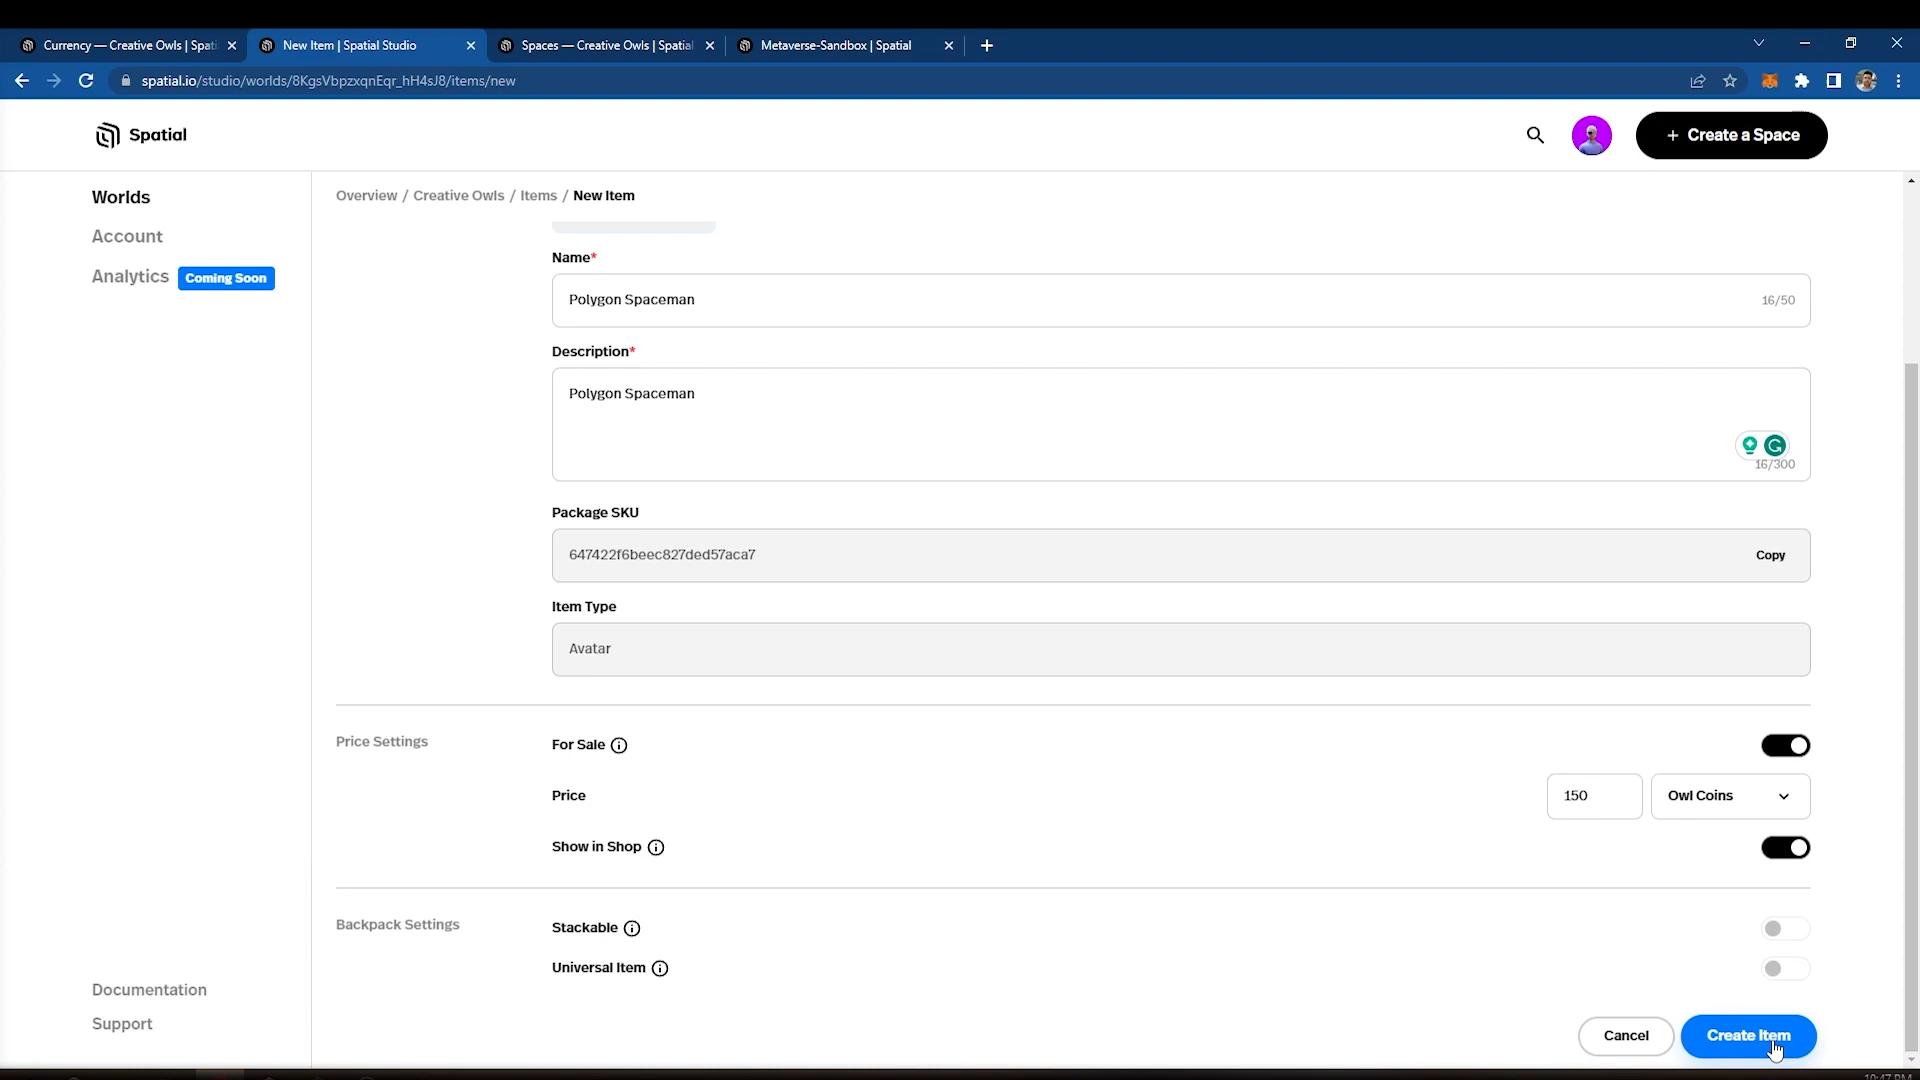 Currency — Creative Owls | Spati
New Item | Spatial Studio
Spaces — Creative Owls | Spatial
Metaverse-Sandbox | Spatial
spatial.io/studio/worlds/8KgsVbpzxqnEqr_hH4sJ8/items/new
Spatial
+ Create a Space
Worlds
Account
Analytics Coming Soon
Overview / Creative Owls / Items / New Item
Name*
Polygon Spaceman
16/50
Description*
Polygon Spaceman
16/300
Package SKU
647422f6beec827ded57aca7
Copy
Item Type
Avatar
Price Settings
For Sale
Price
150
Owl Coins
Show in Shop
Backpack Settings
Stackable
Universal Item
Documentation
Support
Cancel
Create Item
10:47 PM